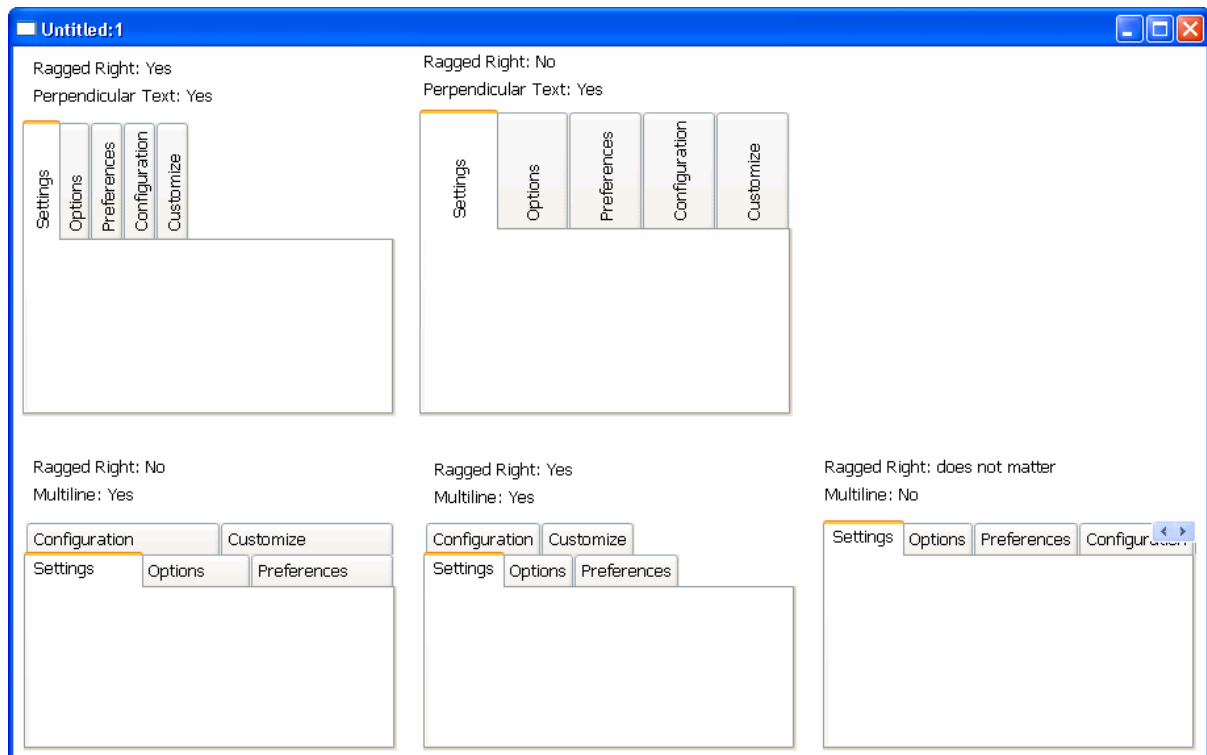 Untitled:1
Ragged Right: Yes
Perpendicular Text: Yes
Settings
Options
Preferences
Configuration
Customize
Ragged Right: No
Perpendicular Text: Yes
Settings
Options
Preferences
Configuration
Customize
Ragged Right: No
Multiline: Yes
Configuration Customize
Settings Options Preferences
Ragged Right: Yes
Multiline: Yes
Configuration Customize
Settings Options Preferences
Ragged Right: does not matter
Multiline: No
Settings Options Preferences Configuration